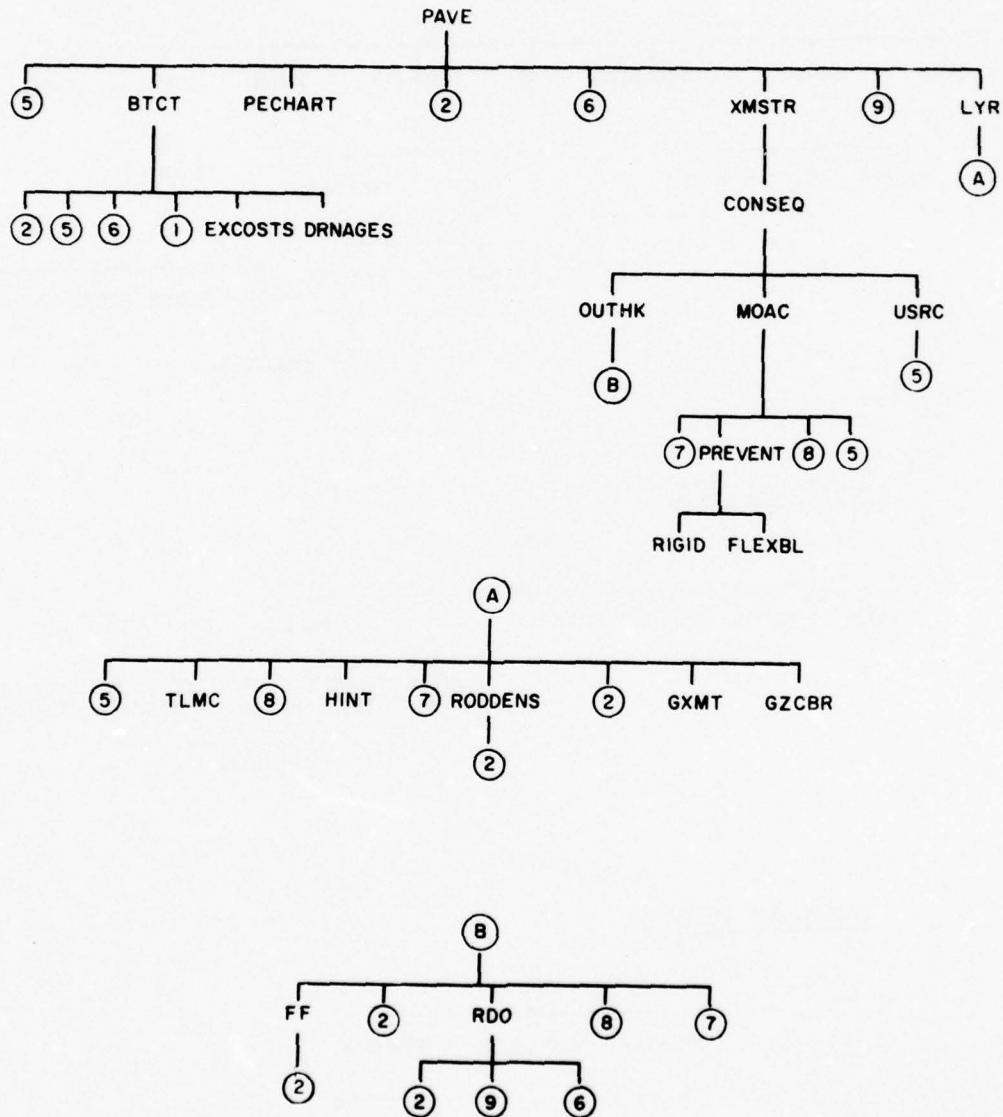 PAVE
5 BTCT PECHART 2 6 XMSTR 9 LYR
A
CONSEQ
2 5 6 1 EXCOSTS DRNAGES
OUTHK MOAC USRC
B 5
7 PREVENT 8 5
RIGID FLEXBL
A
5 TLMC 8 HINT 7 RODDENS 2 GXMT GZCBR
2
B
FF 2 RDO 8 7
2 2 9 6